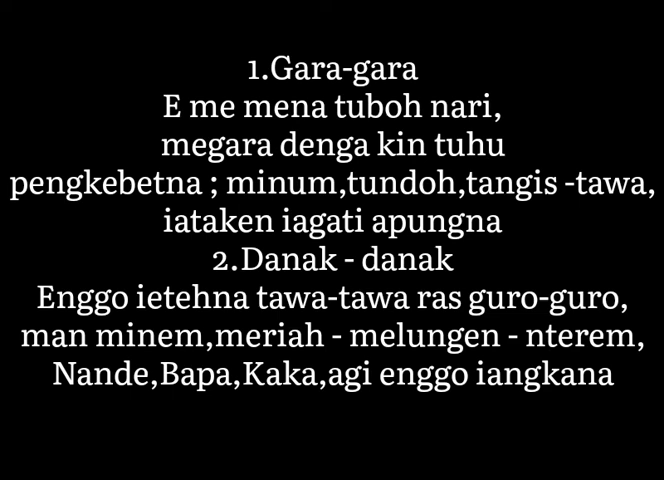 1.Gara-gara
E me mena tuboh nari,
megara denga kin tuhu
pengkebetna ; minum,tundoh,tangis -tawa,
iataken iagati apungna
2.Danak - danak
Enggo ietehna tawa-tawa ras guro-guro,
man minem,meriah - melungen - nterem,
Nande,Bapa,Kaka,agi enggo iangkana